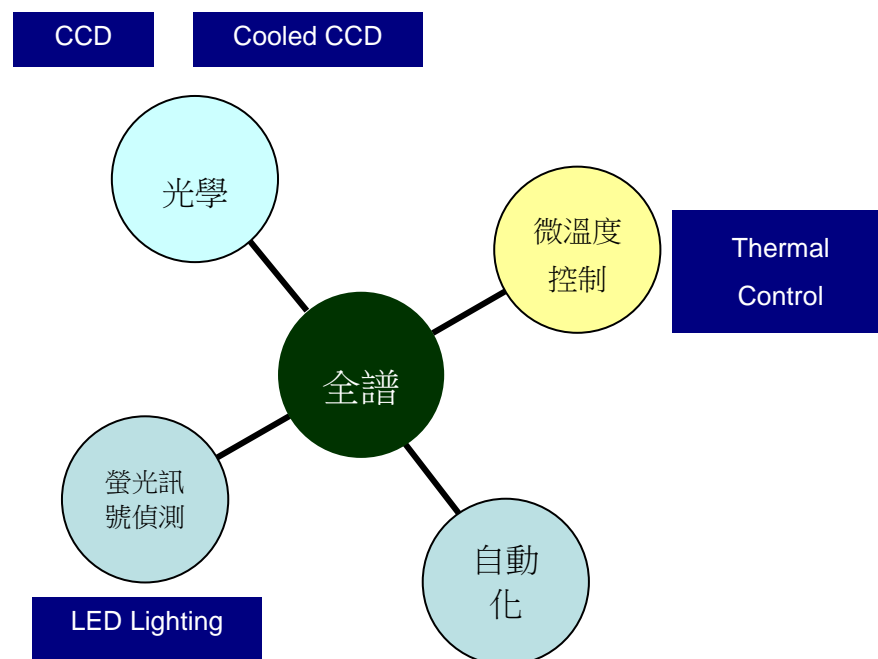 CCD
Cooled CCD
光學
微溫度
控制
Thermal
Control
全譜
螢光訊
號偵測
自動
化
LED Lighting